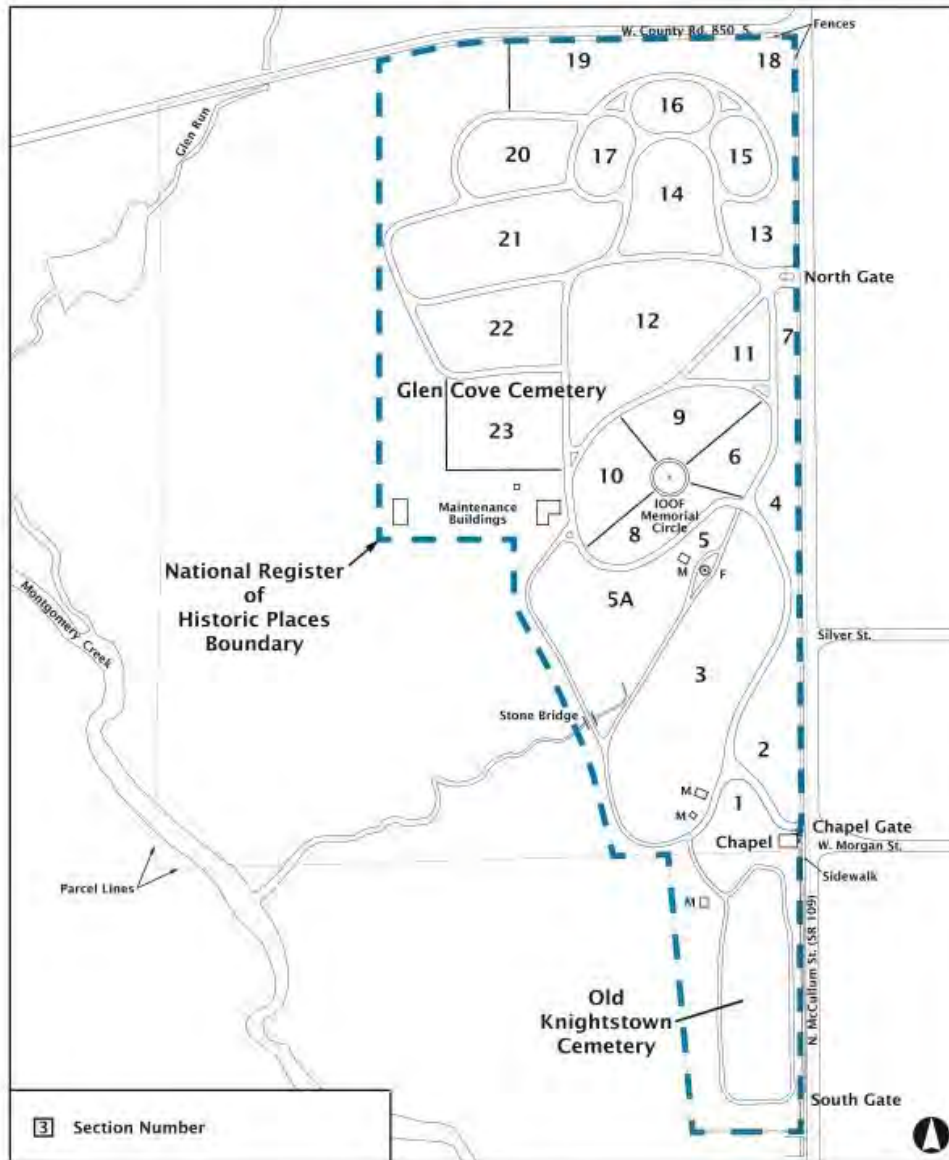 W. County Rd. 850 S.
Fences
19
18
16
Glen Run
20
17
15
14
21
13
North Gate
12
22
7
11
Glen Cove Cemetery
9
23
10
6
IOOF
Memorial
Circle
4
Maintenance
Buildings
8
5
M
F
National Register
of
Historic Places
Boundary
5A
Montgomery Creek
Silver St.
3
Stone Bridge
2
M
1
M
Chapel Gate
Chapel
W. Morgan St.
Sidewalk
Parcel Lines
M
N. McCullum St. (SR 109)
Old
Knightstown
Cemetery
South Gate
3 Section Number